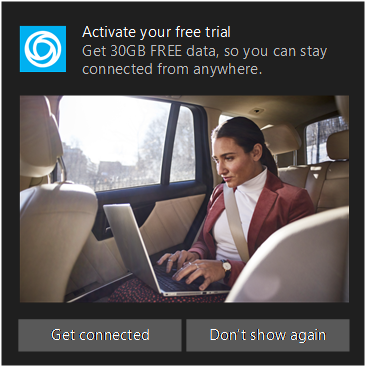 Activate your free trial
Get 30GB FREE data, so you can stay
connected from anywhere.
Get connected
Don't show again